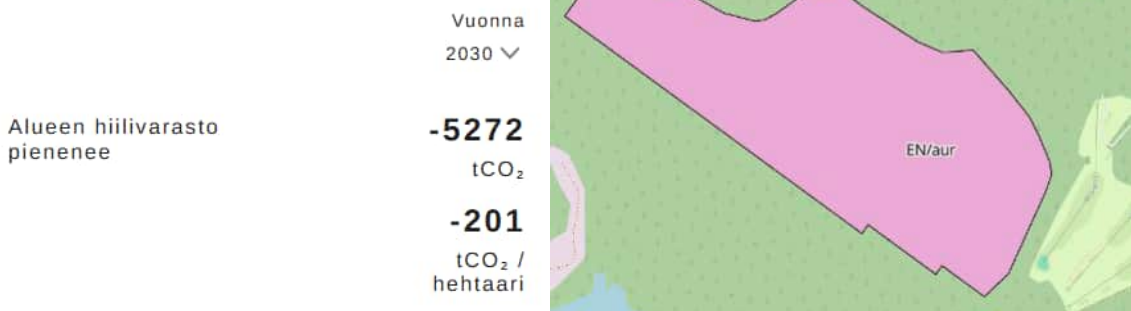 Vuonna
2030
Alueen hiilivarasto
pienenee
-5272
tCO₂
-201
tCO₂ /
hehtaari
EN/aur